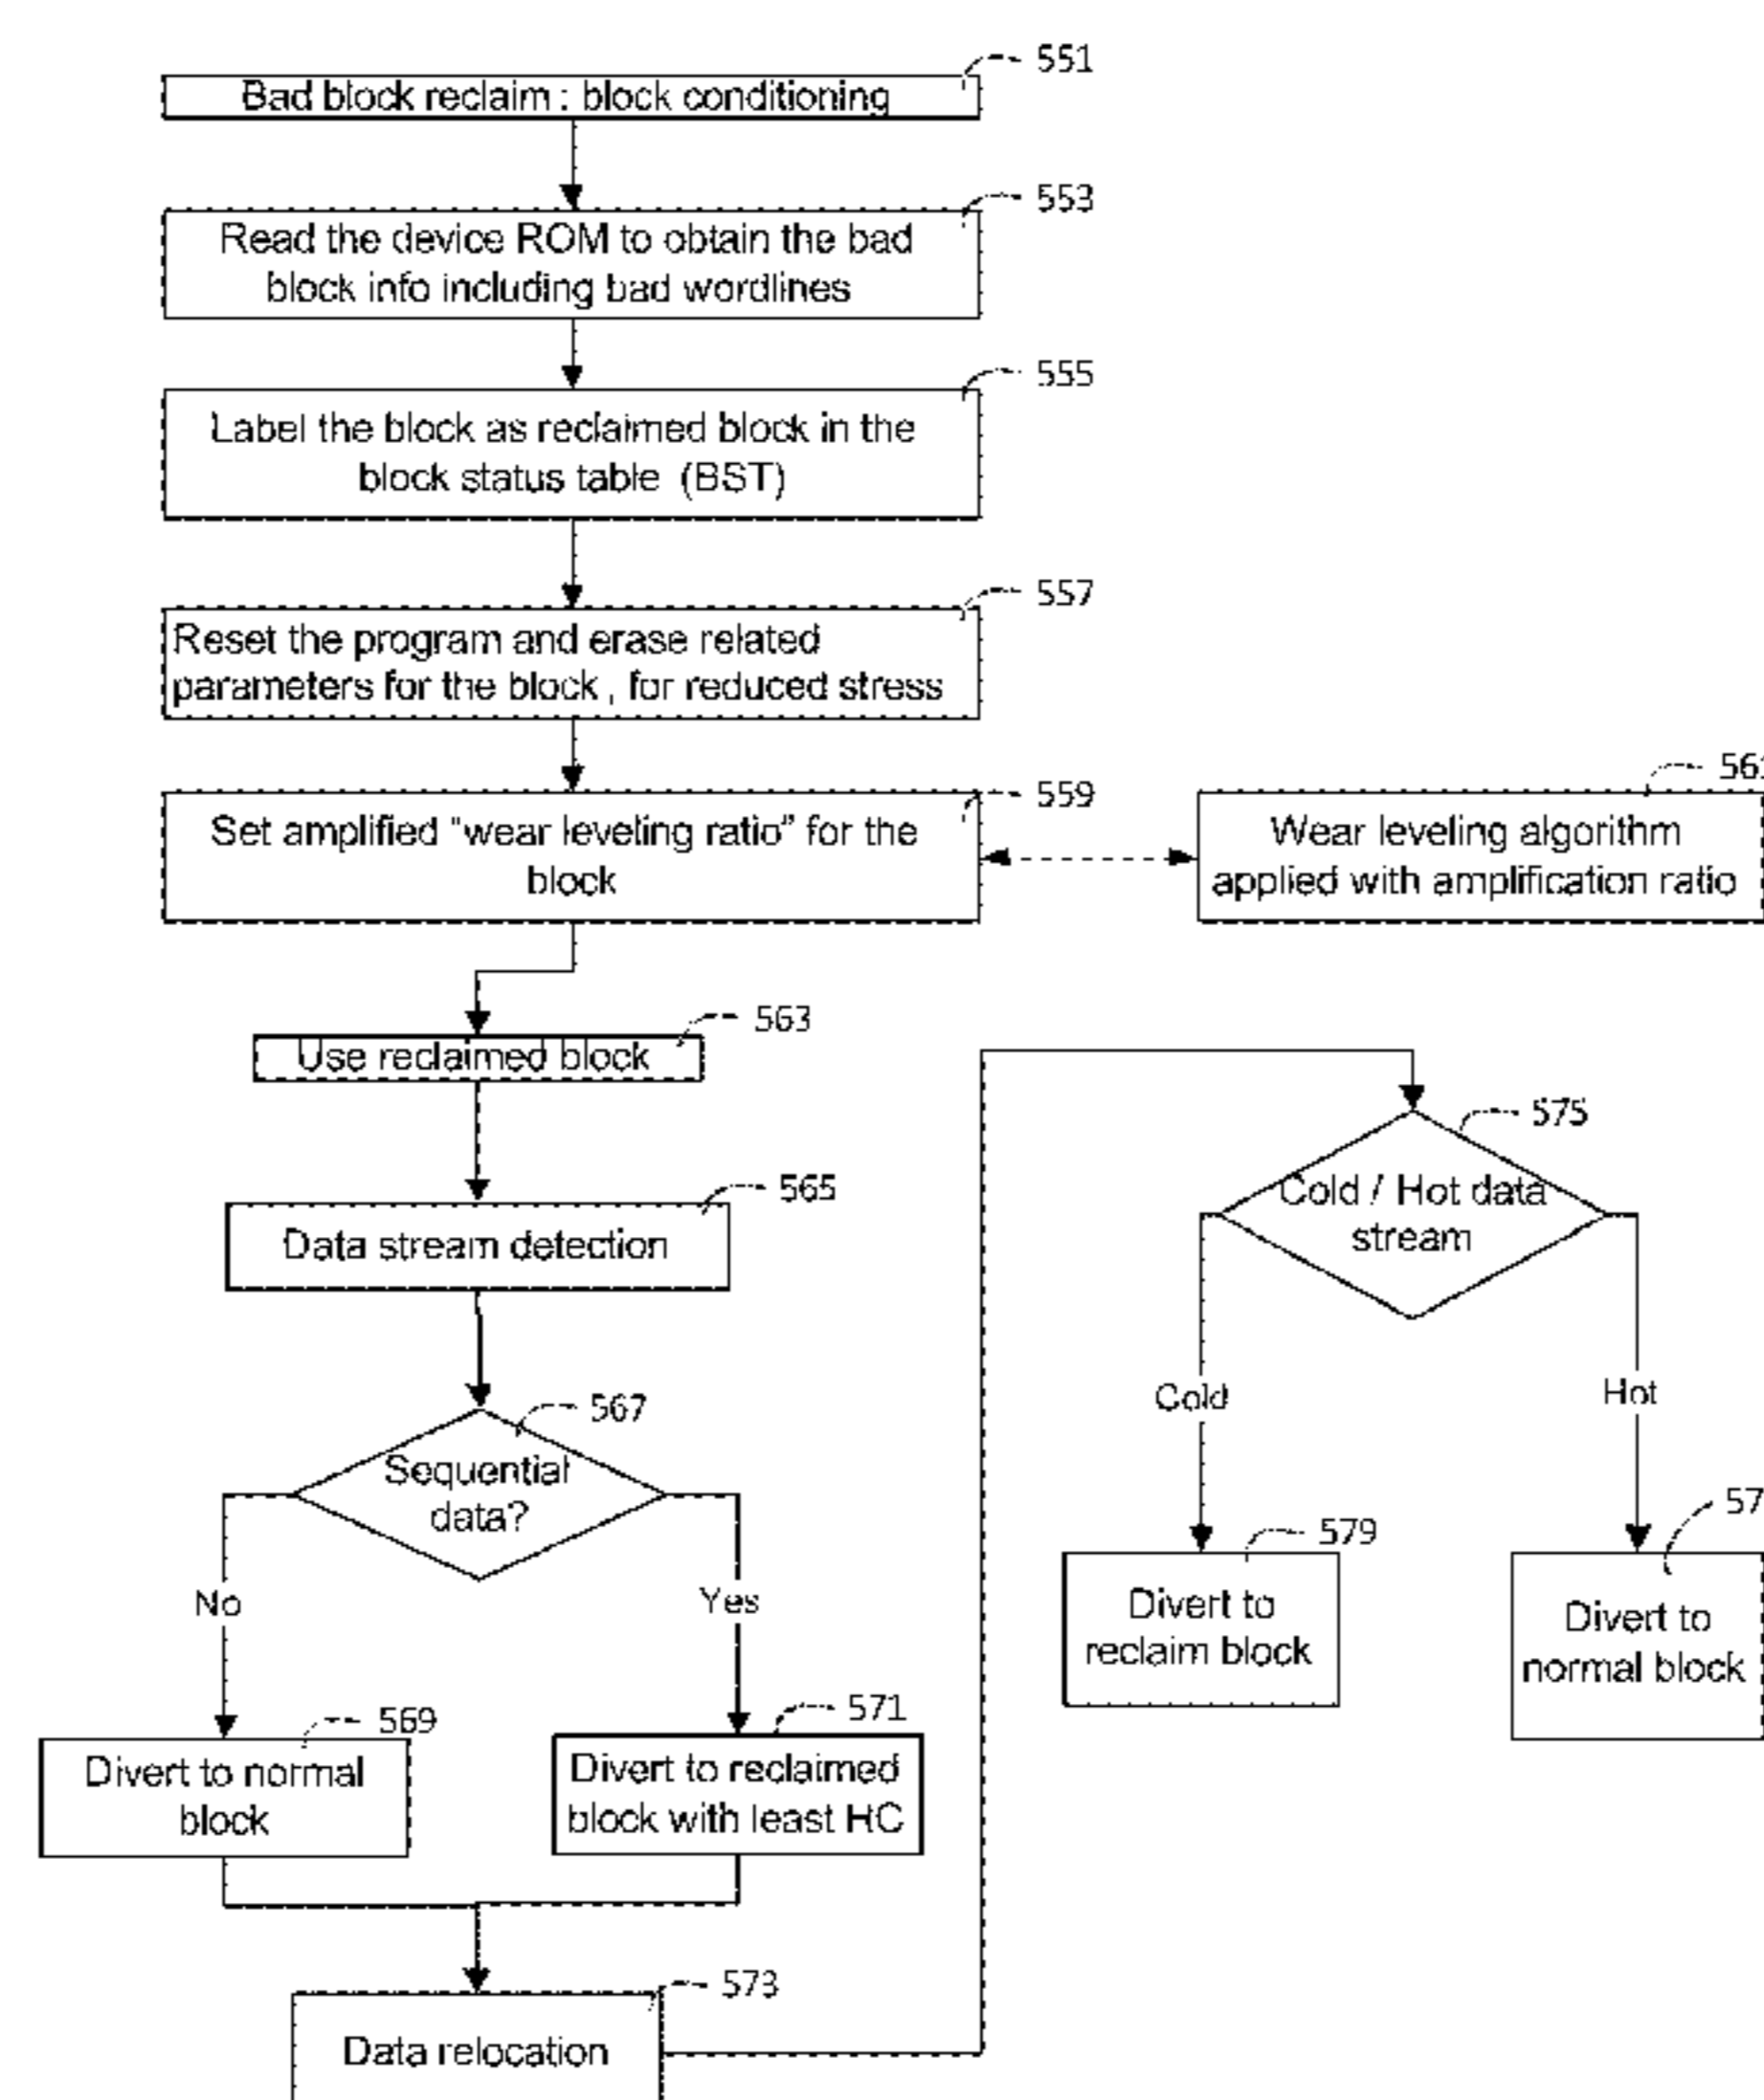 551
Bad block reclaim : block conditioning
553
Read the device ROM to obtain the bad
block info including bad wordlines
555
Label the block as reclaimed block in the
block status table (BST)
557
Reset the program and erase related
parameters for the block , for reduced stress
559
Set amplified "wear leveling ratio" for the
block
Wear leveling algorithm
applied with amplification ratio
563
Use reclaimed block
565
Data stream detection
567
Sequential
data?
No
Yes
569
Divert to normal
block
571
Divert to reclaimed
block with least HC
573
Data relocation
575
Cold / Hot data
stream
Cold
Hot
579
Divert to
reclaim block
Divert to
normal block